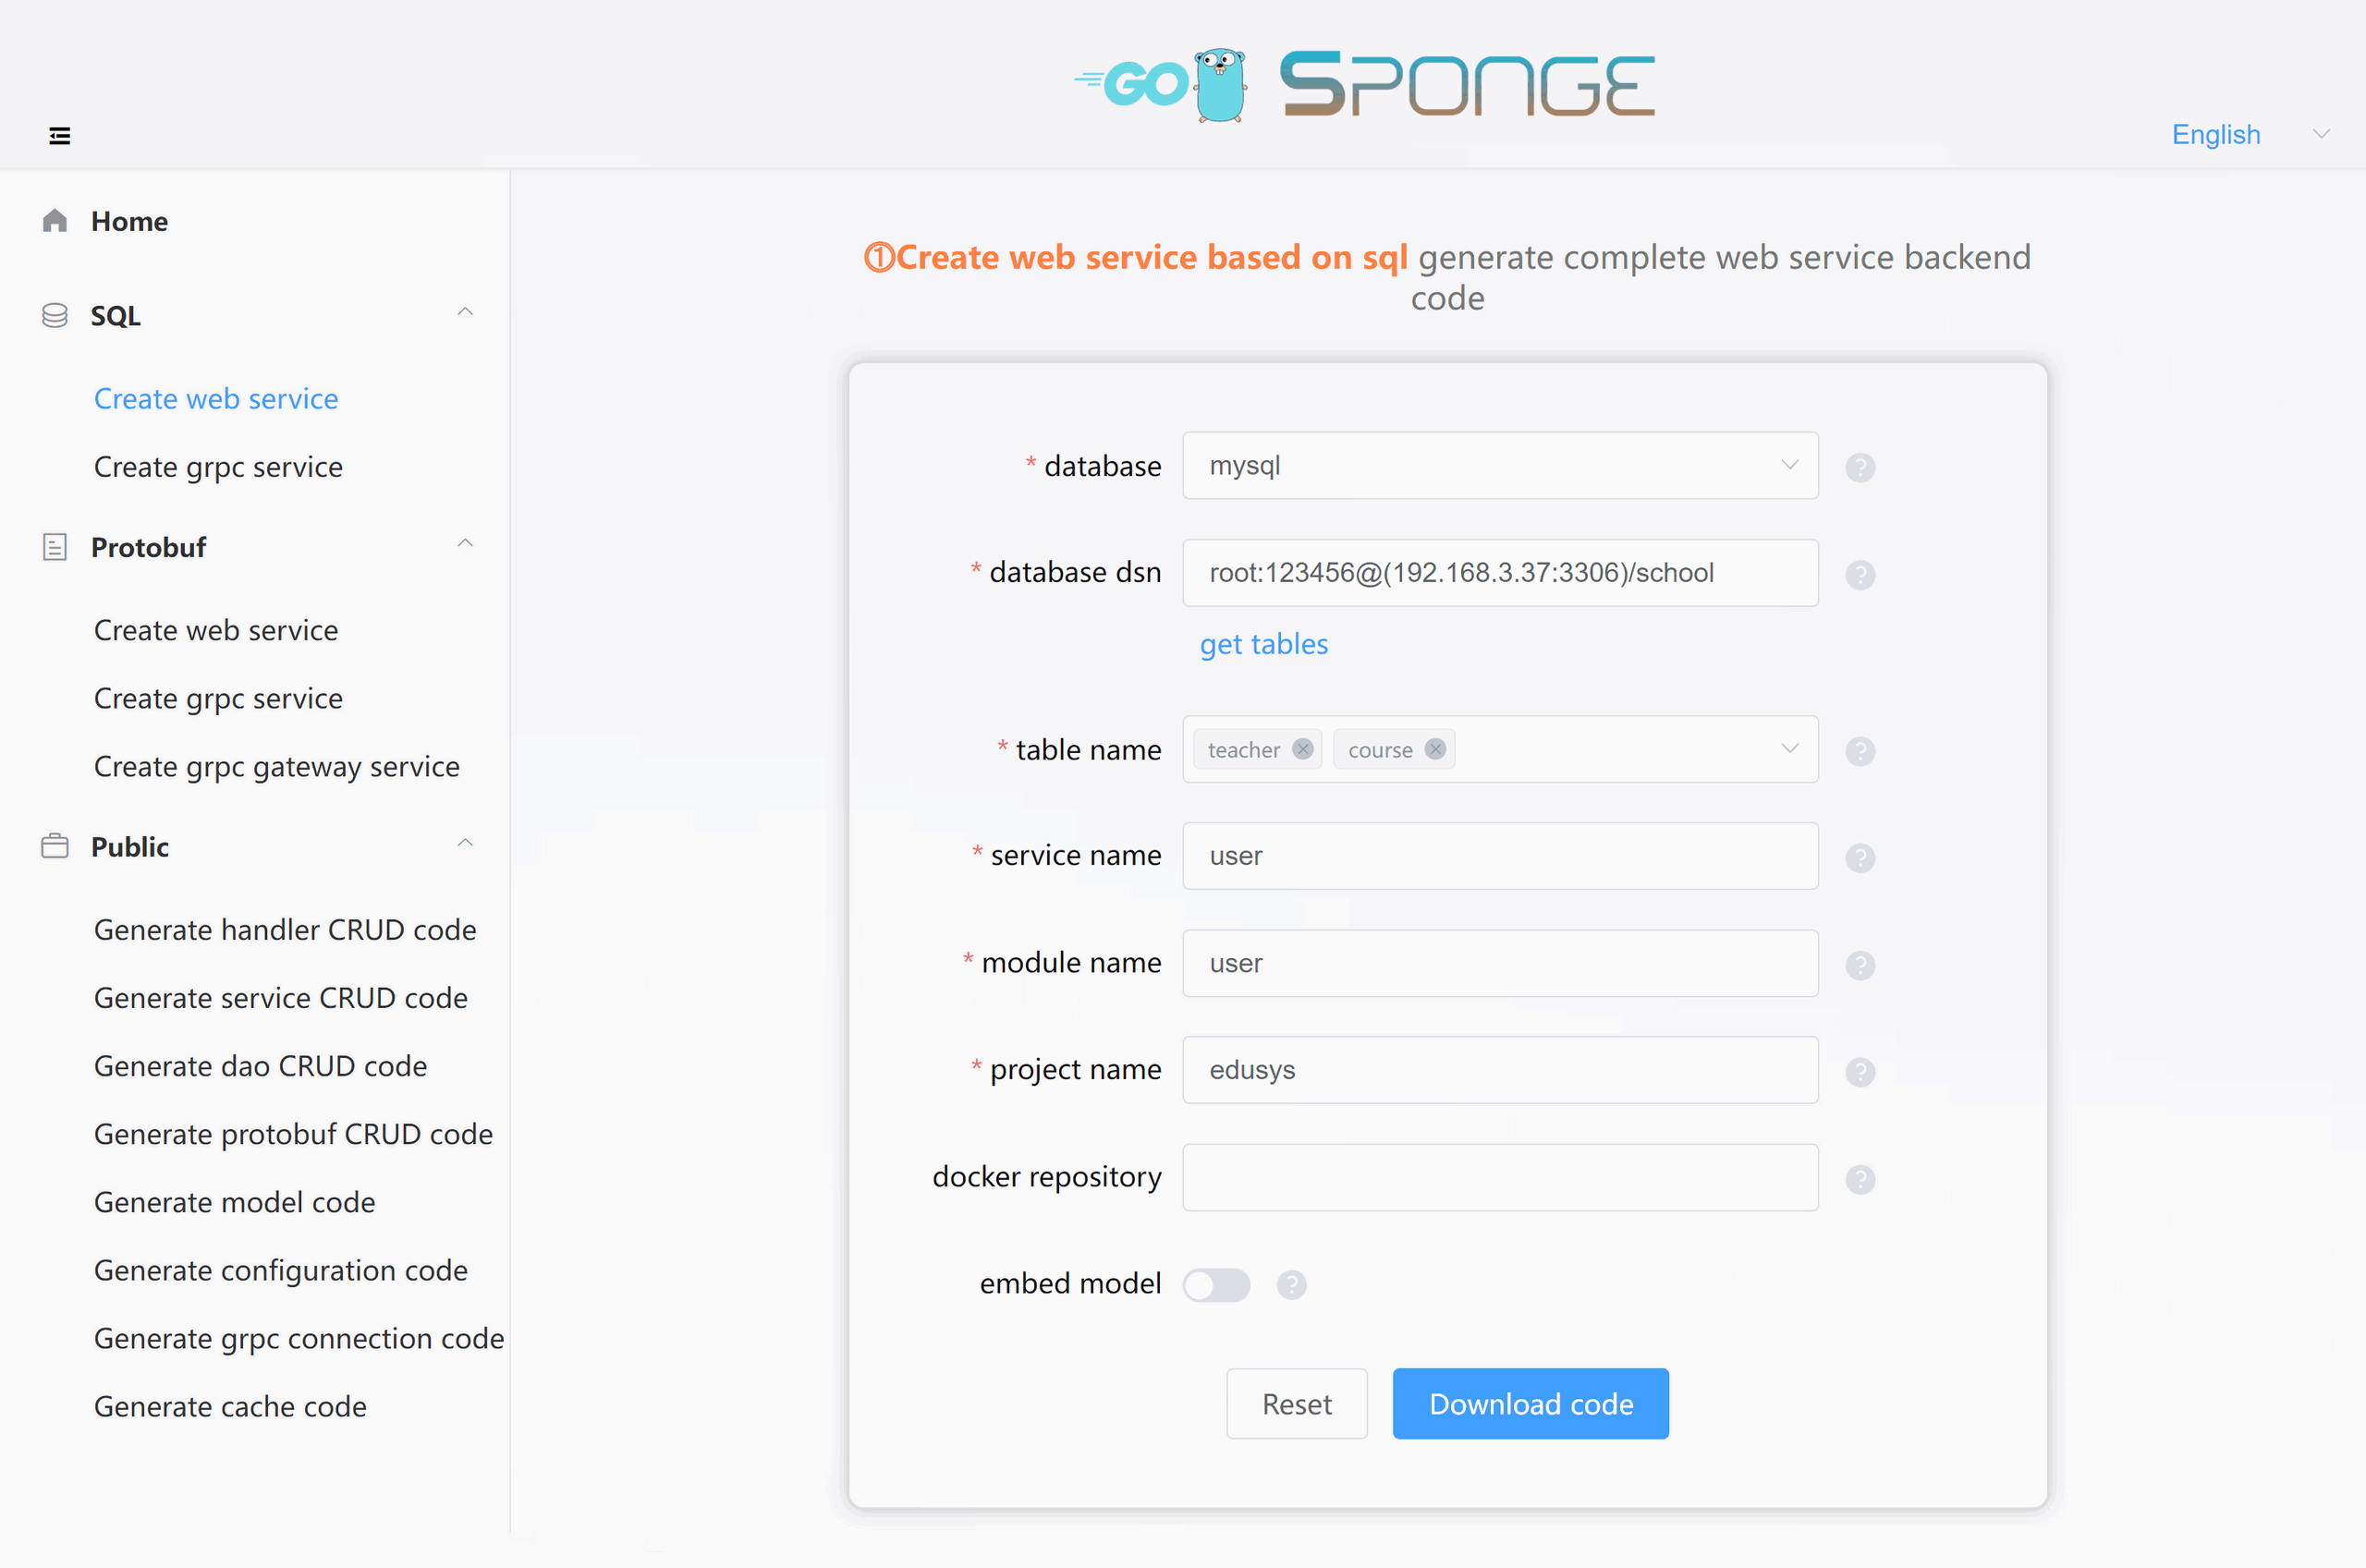 GO SPONGE
English
Home
SQL
Create web service
Create grpc service
Protobuf
Create web service
Create grpc service
Create grpc gateway service
Public
Generate handler CRUD code
Generate service CRUD code
Generate dao CRUD code
Generate protobuf CRUD code
Generate model code
Generate configuration code
Generate grpc connection code
Generate cache code
①Create web service based on sql generate complete web service backend
code
* database mysql ?
* database dsn root:123456@(192.168.3.37:3306)/school ?
get tables
* table name teacher course ?
* service name user ?
* module name user ?
* project name edusys ?
docker repository ?
embed model ?
Reset Download code